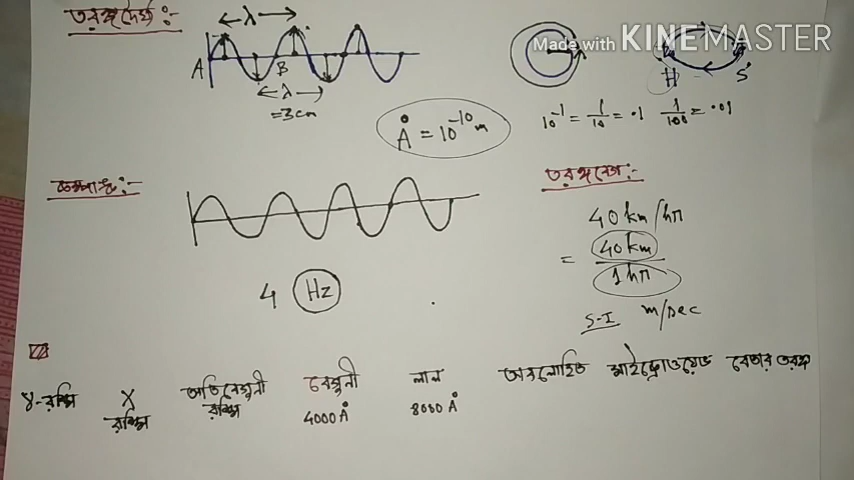 তরঙ্গদৈর্ঘ্য :-
Made with KINEMASTER
← λ →
A
B
← λ →
= 3 cm
λ
H
S
Å = 10⁻¹⁰ m
10⁻¹ = 1/10 = .1 1/100 = .01
কম্পাঙ্ক :-
4 Hz
তরঙ্গবেগ :-
40 km/hr
= 40 km / 1 hr
S-I m/sec
γ-রশ্মি
X রশ্মি
অতিবেগুনী রশ্মি
বেগুনী 4000 Å
লাল 8000 Å
অবলোহিত
মাইক্রোওয়েভ
বেতার তরঙ্গ